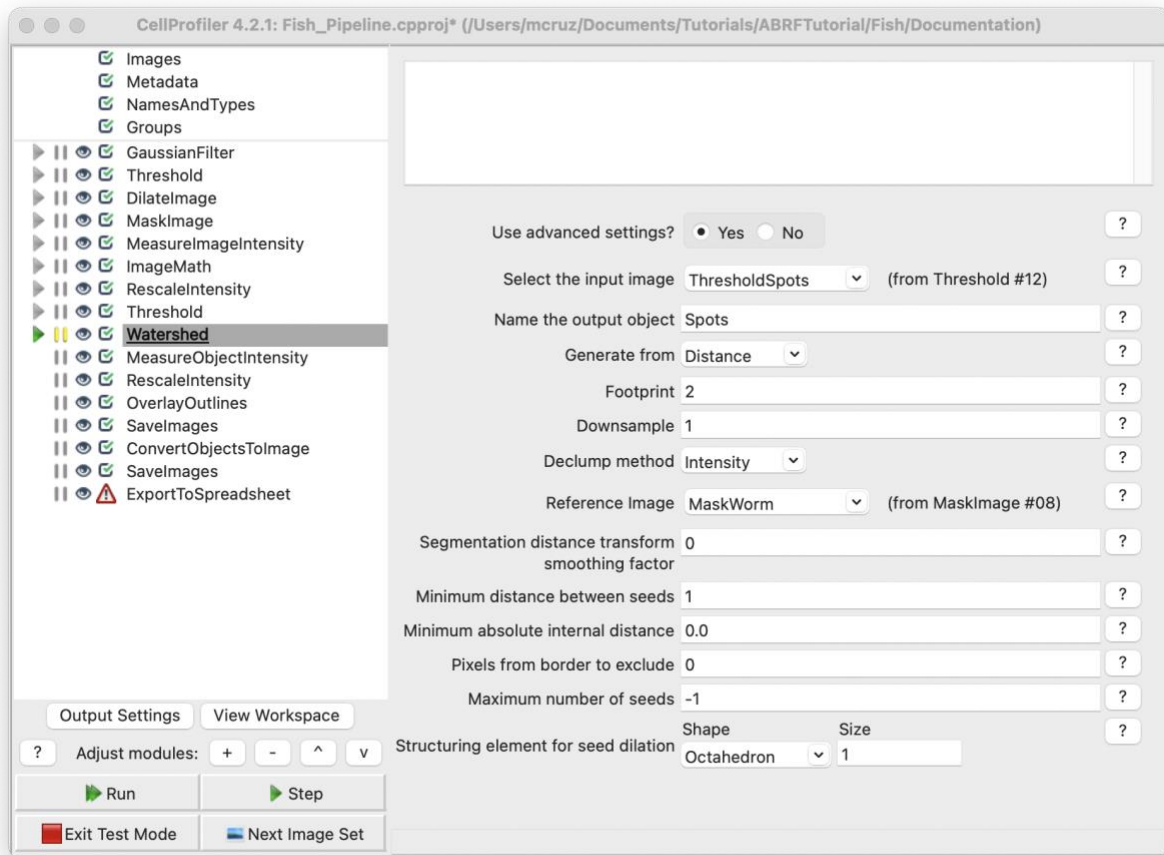 CellProfiler 4.2.1: Fish_Pipeline.cpproj* (/Users/mcruz/Documents/Tutorials/ABRFTutorial/Fish/Documentation)
Images
Metadata
NamesAndTypes
Groups
GaussianFilter
Threshold
DilateImage
MaskImage
MeasureImageIntensity
ImageMath
RescaleIntensity
Threshold
Watershed
MeasureObjectIntensity
RescaleIntensity
OverlayOutlines
SaveImages
ConvertObjectsToImage
SaveImages
ExportToSpreadsheet
Output Settings View Workspace
? Adjust modules: + - ^ v
Run Step
Exit Test Mode Next Image Set
Use advanced settings? Yes No ?
Select the input image ThresholdSpots (from Threshold #12) ?
Name the output object Spots ?
Generate from Distance ?
Footprint 2 ?
Downsample 1 ?
Declump method Intensity ?
Reference Image MaskWorm (from MaskImage #08) ?
Segmentation distance transform 0 ?
smoothing factor
Minimum distance between seeds 1 ?
Minimum absolute internal distance 0.0 ?
Pixels from border to exclude 0 ?
Maximum number of seeds -1 ?
Shape Size
Structuring element for seed dilation Octahedron 1 ?